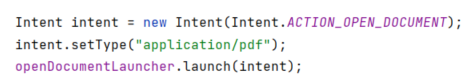 Intent intent = new Intent(Intent.ACTION_OPEN_DOCUMENT);
intent.setType("application/pdf");
openDocumentLauncher.launch(intent);